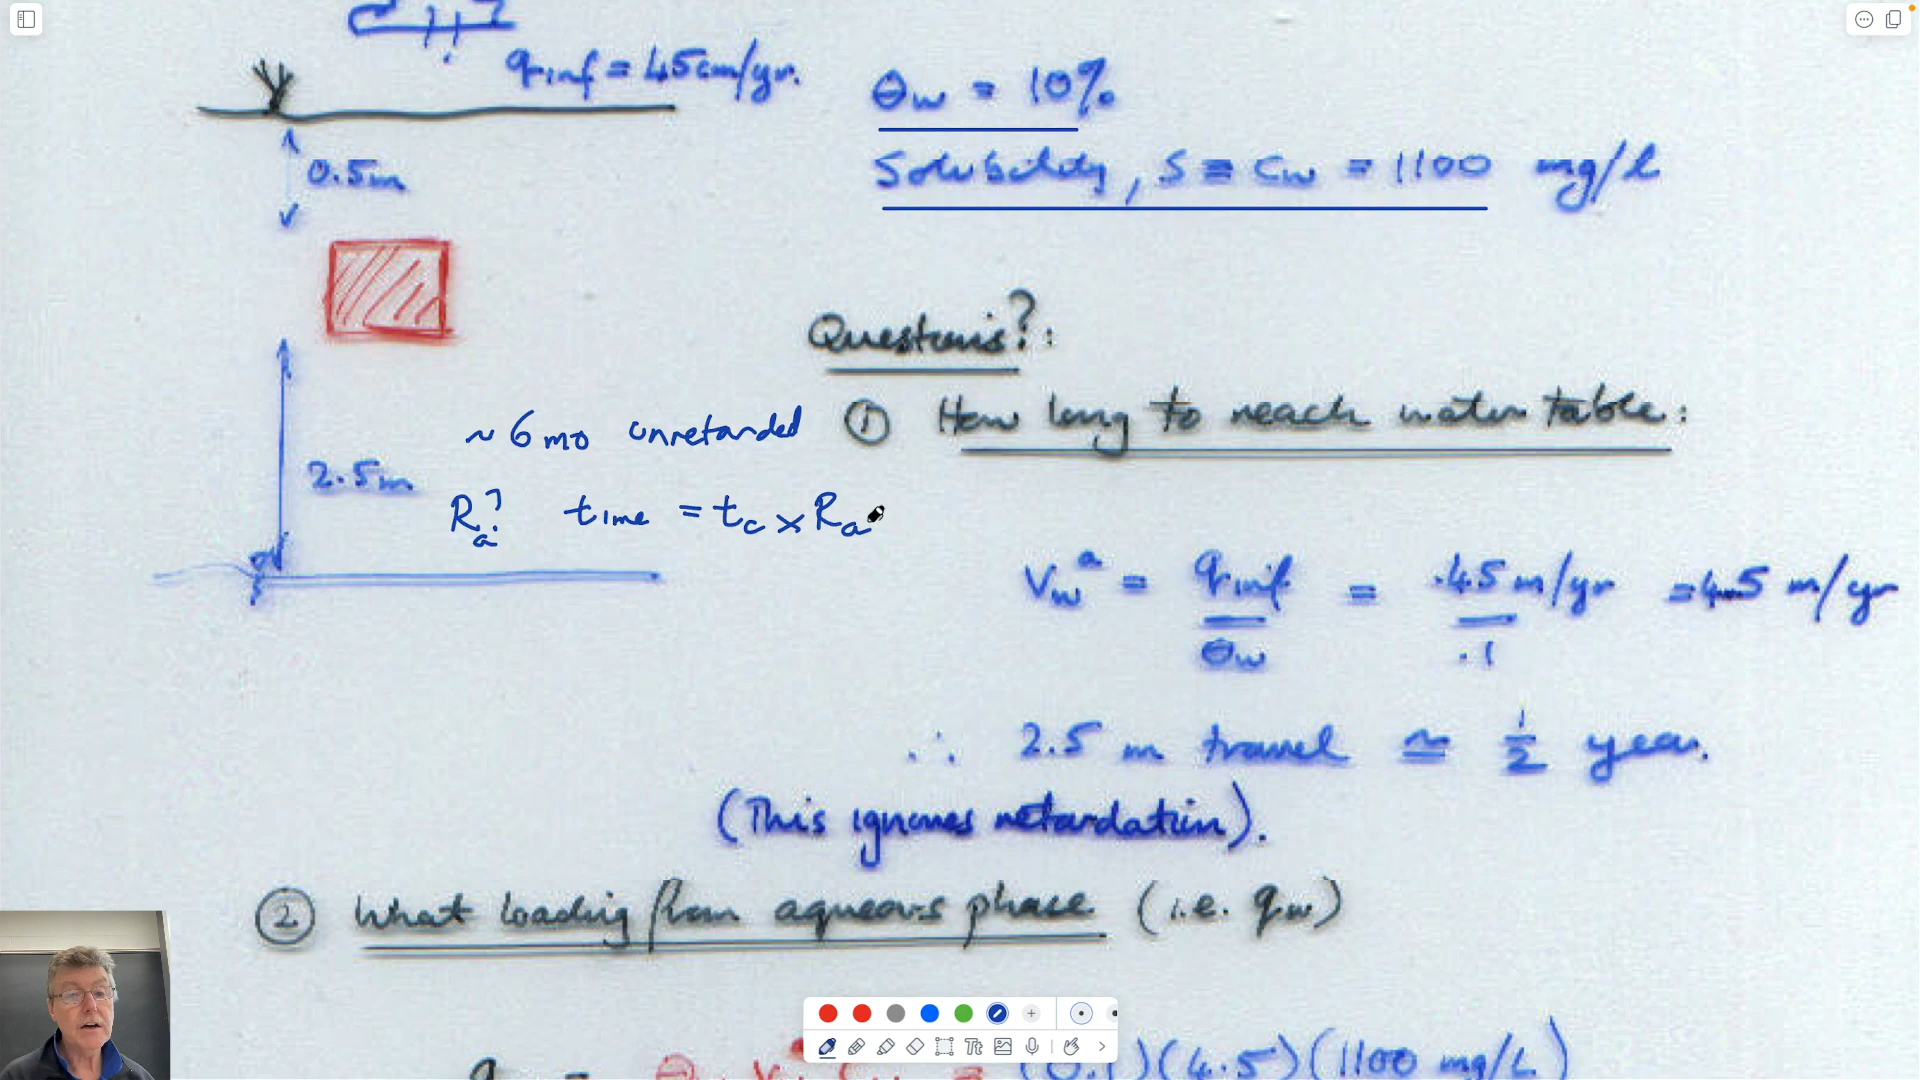 q_inf = 45cm/yr.
θw = 10%
0.5m
Solubility, S ≡ Cw = 1100 mg/l
Questions?:
~ 6 mo unretarded
① How long to reach water table:
2.5m
Ra? time = tc × Ra
Vw^a = q_inf / θw = .45 m/yr / .1 = 4.5 m/yr
∴ 2.5 m travel ≅ 1/2 year.
(This ignores retardation).
② What loading from aqueous phase (i.e. qw)
Tt
(0.1)(4.5)(1100 mg/L)